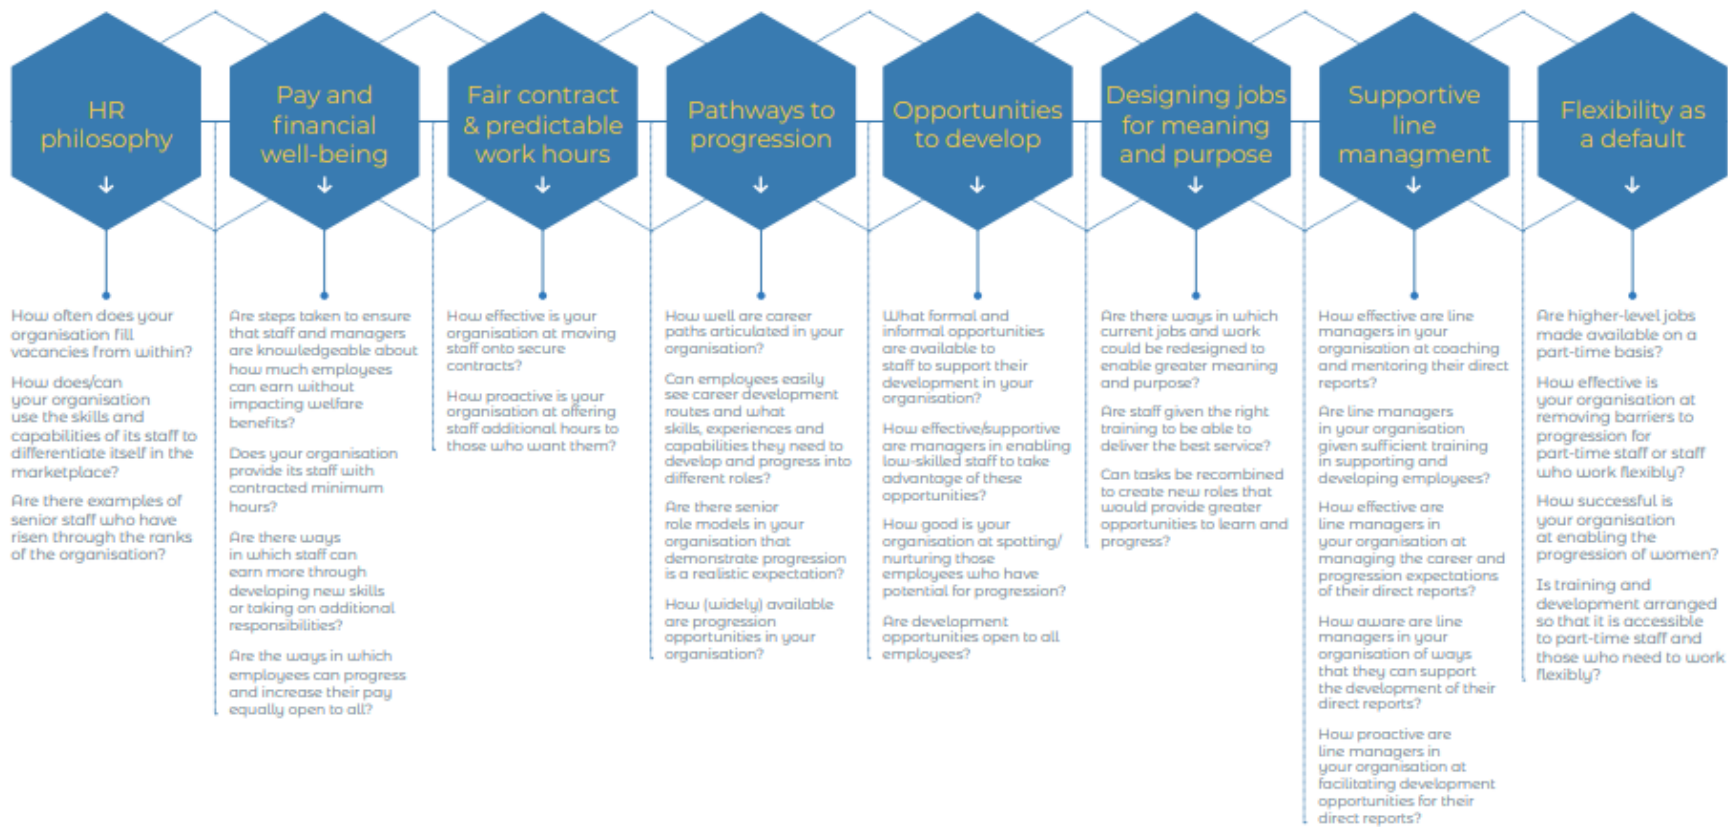 HR
philosophy
Pay and
financial
well-being
Fair contract
& predictable
work hours
Pathways to
progression
Opportunities
to develop
Designing jobs
for meaning
and purpose
Supportive
line
managment
Flexibility as
a default
How often does your
organisation fill
vacancies from within?
How does/can
your organisation
use the skills and
capabilities of its staff to
differentiate itself in the
marketplace?
Are there examples of
senior staff who have
risen through the ranks
of the organisation?
Are steps taken to ensure
that staff and managers
are knowledgeable about
how much employees
can earn without
impacting welfare
benefits?
Does your organisation
provide its staff with
contracted minimum
hours?
Are there ways
in which staff can
earn more through
developing new skills
or taking on additional
responsibilities?
Are the ways in which
employees can progress
and increase their pay
equally open to all?
How effective is your
organisation at moving
staff onto secure
contracts?
How proactive is your
organisation at offering
staff additional hours to
those who want them?
How well are career
paths articulated in your
organisation?
Can employees easily
see career development
routes and what
skills, experiences and
capabilities they need to
develop and progress into
different roles?
Are there senior
role models in your
organisation that
demonstrate progression
is a realistic expectation?
How (widely) available
are progression
opportunities in your
organisation?
What formal and
informal opportunities
are available to
staff to support their
development in your
organisation?
How effective/supportive
are managers in enabling
low-skilled staff to take
advantage of these
opportunities?
How good is your
organisation at spotting/
nurturing those
employees who have
potential for progression?
Are development
opportunities open to all
employees?
Are there ways in which
current jobs and work
could be redesigned to
enable greater meaning
and purpose?
Are staff given the right
training to be able to
deliver the best service?
Can tasks be recombined
to create new roles that
would provide greater
opportunities to learn and
progress?
How effective are line
managers in your
organisation at coaching
and mentoring their direct
reports?
Are line managers
in your organisation
given sufficient training
in supporting and
developing employees?
How effective are
line managers in
your organisation at
managing the career and
progression expectations
of their direct reports?
How aware are line
managers in your
organisation of ways
that they can support
the development of their
direct reports?
How proactive are
line managers in
your organisation at
facilitating development
opportunities for their
direct reports?
Are higher-level jobs
made available on a
part-time basis?
How effective is
your organisation at
removing barriers to
progression for
part-time staff or staff
who work flexibly?
How successful is
your organisation
at enabling the
progression of women?
Is training and
development arranged
so that it is accessible
to part-time staff and
those who need to work
flexibly?